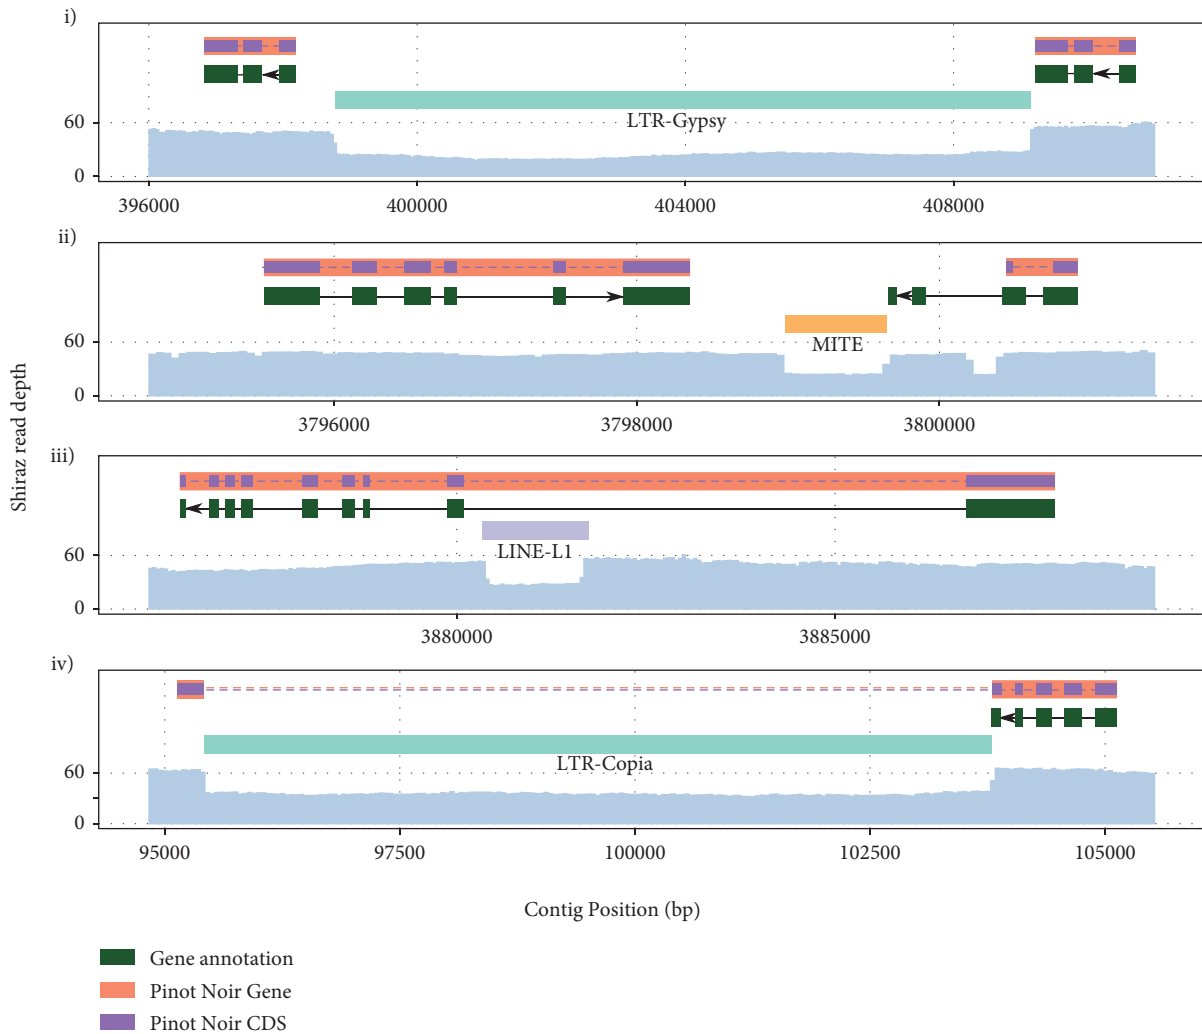 i)
LTR-Gypsy
60
0
396000 400000 404000 408000
ii)
MITE
60
0
3796000 3798000 3800000
Shiraz read depth
iii)
LINE-L1
60
0
3880000 3885000
iv)
LTR-Copia
60
0
95000 97500 100000 102500 105000
Contig Position (bp)
Gene annotation
Pinot Noir Gene
Pinot Noir CDS